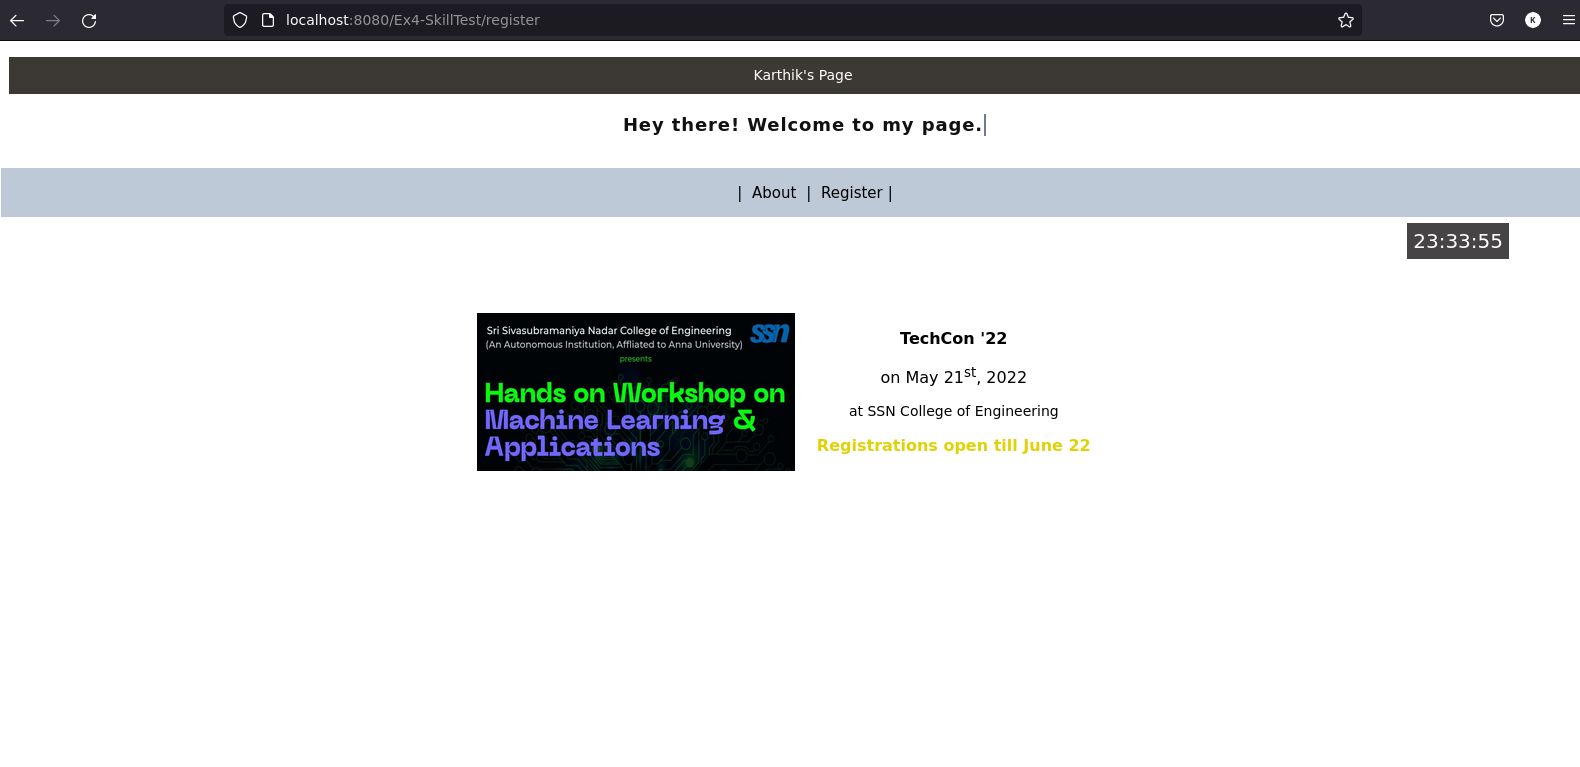 localhost:8080/Ex4-SkillTest/register
K
Karthik's Page
Hey there! Welcome to my page.
| About | Register |
23:33:55
Sri Sivasubramaniya Nadar College of Engineering
(An Autonomous Institution, Affliated to Anna University)
ssn
presents
Hands on Workshop on
Machine Learning &
Applications
TechCon '22
on May 21st, 2022
at SSN College of Engineering
Registrations open till June 22